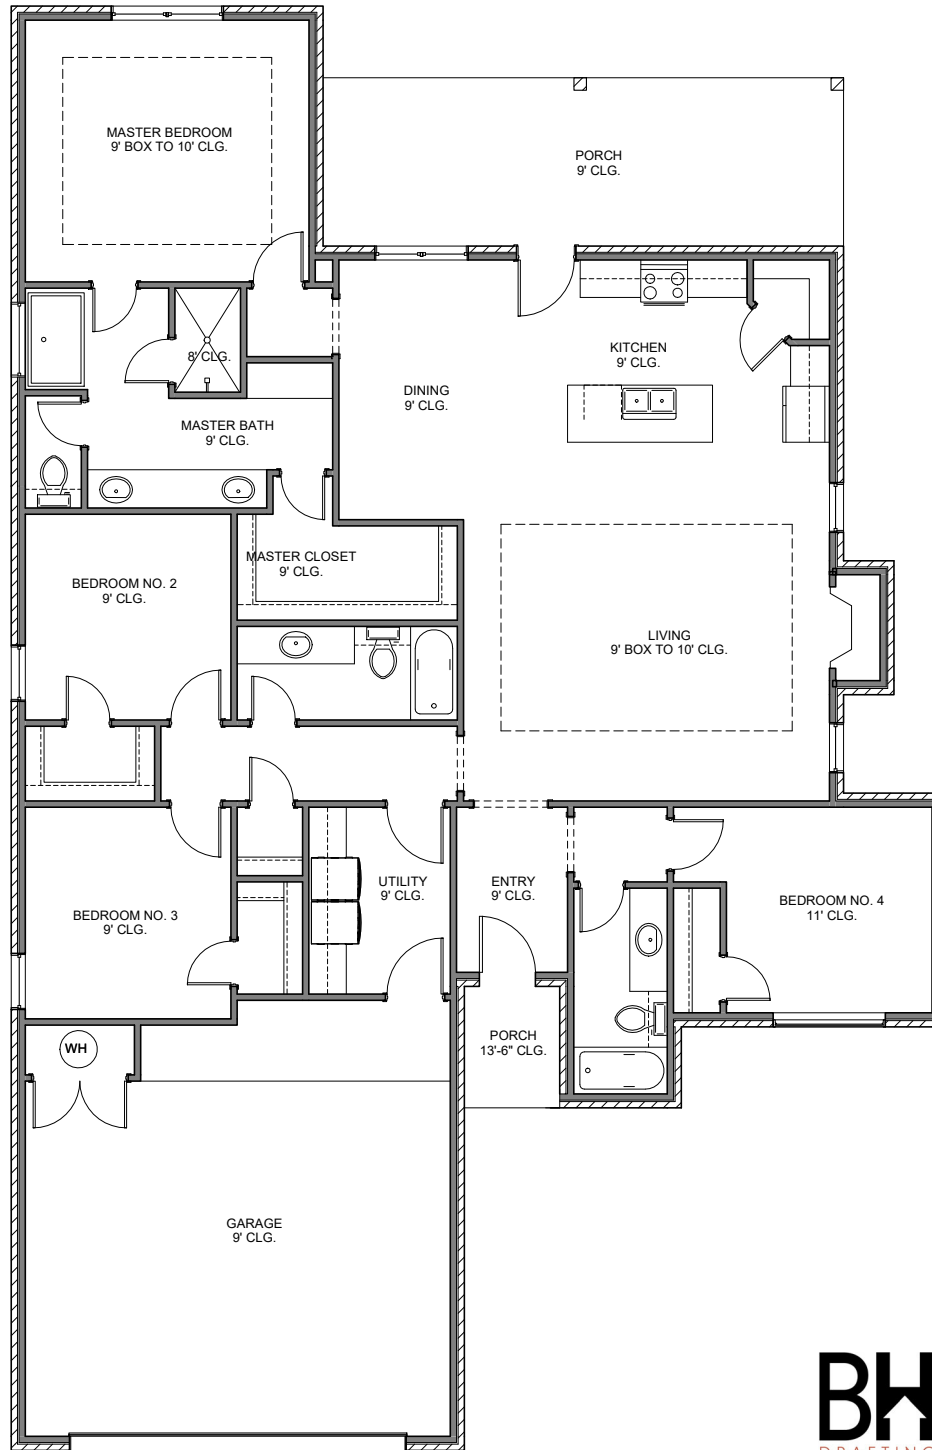 MASTER BEDROOM
9' BOX TO 10' CLG.
PORCH
9' CLG.
8' CLG.
KITCHEN
9' CLG.
DINING
9' CLG.
MASTER BATH
9' CLG.
MASTER CLOSET
9' CLG.
BEDROOM NO. 2
9' CLG.
LIVING
9' BOX TO 10' CLG.
UTILITY
9' CLG.
ENTRY
9' CLG.
BEDROOM NO. 4
11' CLG.
BEDROOM NO. 3
9' CLG.
WH
PORCH
13'-6" CLG.
GARAGE
9' CLG.
BH
DRAFTING